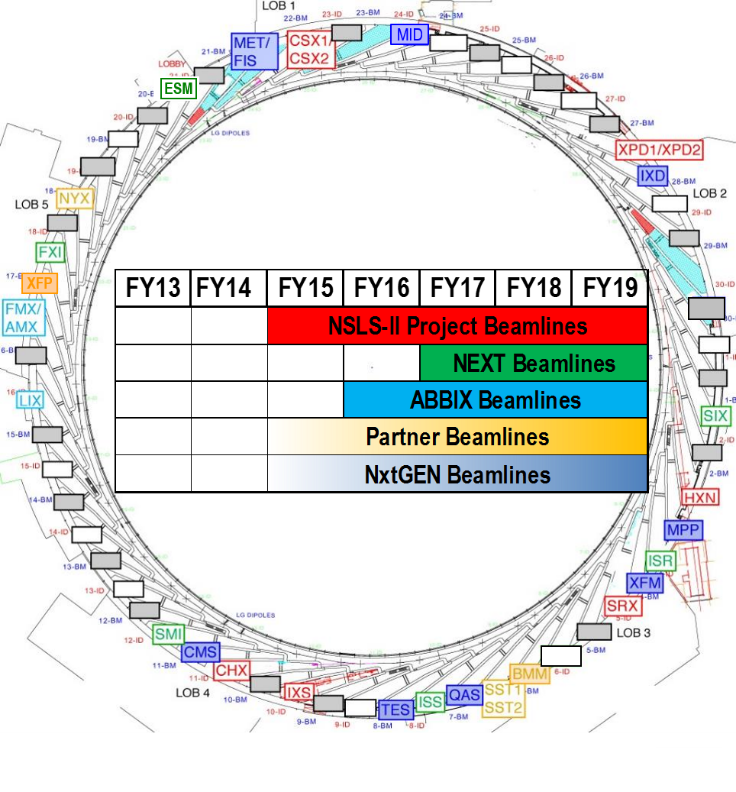 LOB 1
22-BM
23-ID
23-BM
24-ID
24-BM
25-ID
25-BM
26-ID
26-BM
27-ID
27-BM
MET/
FIS
CSX1/
CSX2
MID
21-BM
LOBBY
ESM
20-ID
LG DIPOLES
XPD1/XPD2
IXD
28-BM
LOB 2
29-ID
29-BM
30-ID
NYX
LOB 5
18-ID
FXI
XFP
FMX/
AMX
LIX
15-BM
15-ID
14-BM
14-ID
13-BM
13-ID
12-BM
12-ID
FY13
FY14
FY15
FY16
FY17
FY18
FY19
NSLS-II Project Beamlines
NEXT Beamlines
ABBIX Beamlines
Partner Beamlines
NxtGEN Beamlines
SIX
2-ID
2-BM
HXN
MPP
ISR
XFM
SRX
LOB 3
5-BM
6-ID
LG DIPOLES
SMI
CMS
11-BM
CHX
11-ID
LOB 4
10-BM
IXS
10-ID
9-BM
9-ID
TES
8-BM
ISS
8-ID
QAS
7-BM
SST1
SST2
BMM